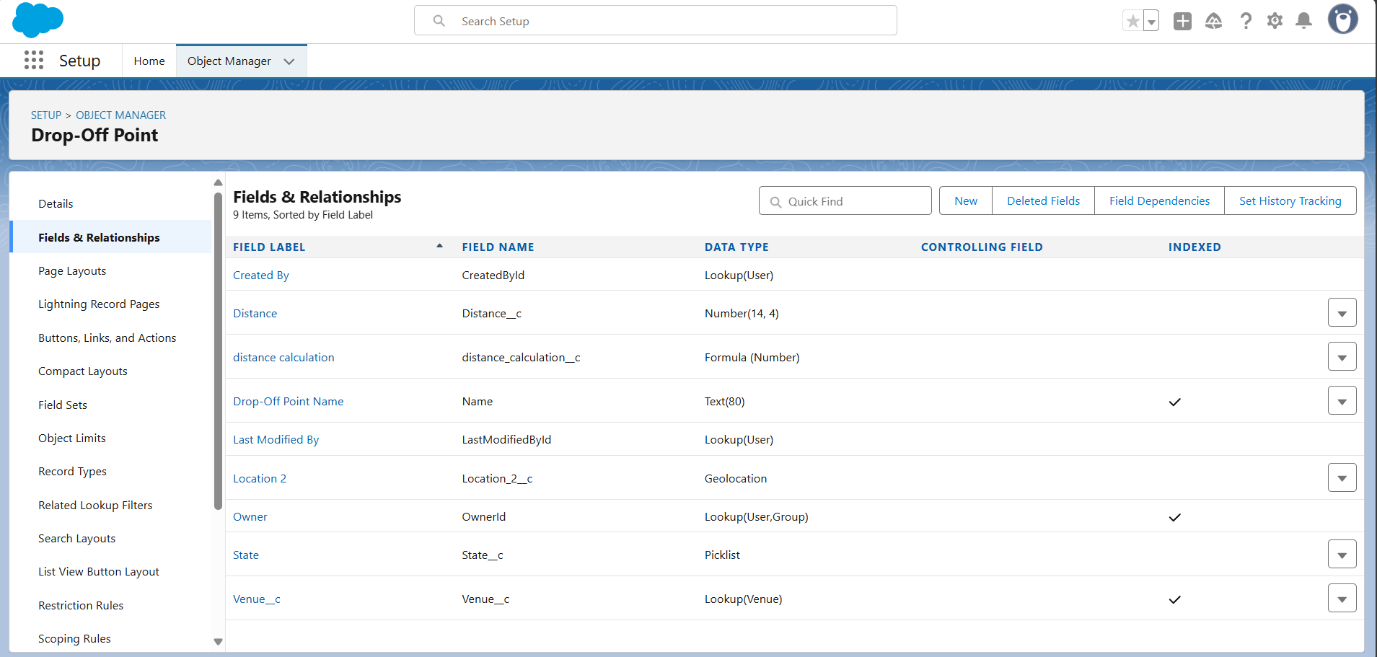 Search Setup
Setup Home Object Manager
SETUP > OBJECT MANAGER
Drop-Off Point
Details
Fields & Relationships
Page Layouts
Lightning Record Pages
Buttons, Links, and Actions
Compact Layouts
Field Sets
Object Limits
Record Types
Related Lookup Filters
Search Layouts
List View Button Layout
Restriction Rules
Scoping Rules
Fields & Relationships
9 Items, Sorted by Field Label
Quick Find New Deleted Fields Field Dependencies Set History Tracking
FIELD LABEL FIELD NAME DATA TYPE CONTROLLING FIELD INDEXED
Created By CreatedById Lookup(User)
Distance Distance__c Number(14, 4)
distance calculation distance_calculation__c Formula (Number)
Drop-Off Point Name Name Text(80)
Last Modified By LastModifiedById Lookup(User)
Location 2 Location_2__c Geolocation
Owner OwnerId Lookup(User,Group)
State State__c Picklist
Venue__c Venue__c Lookup(Venue)